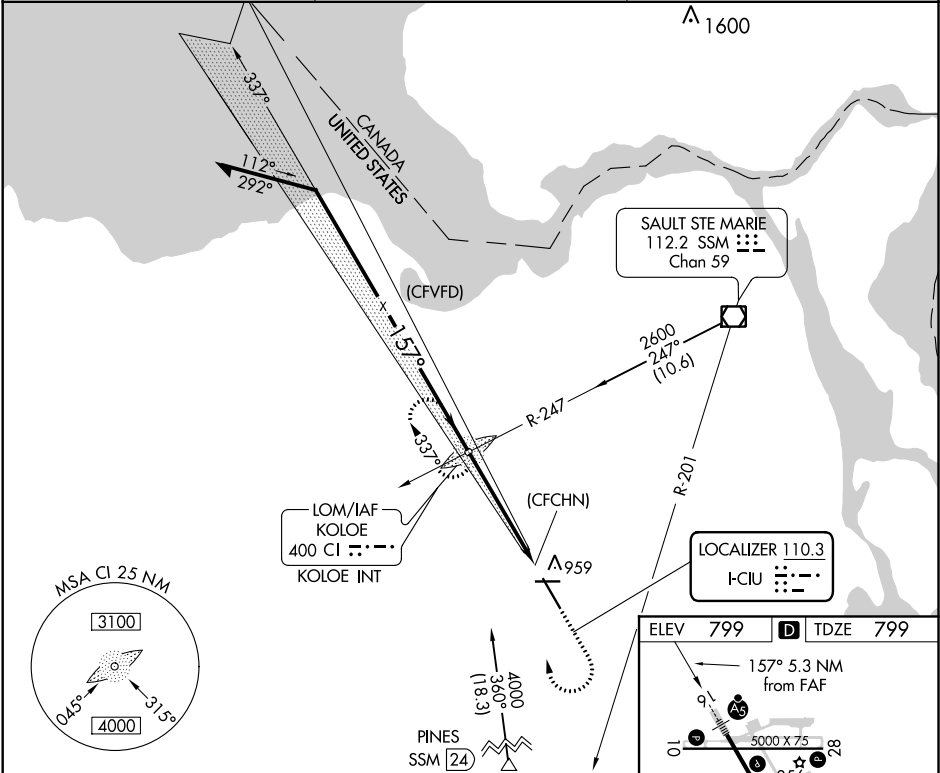 1600
337°
112°
292°
CANADA
UNITED STATES
SAULT STE MARIE
112.2 SSM
Chan 59
(CFVFD)
157°
2600
247°
(10.6)
R-247
337°
R-201
LOM/IAF
KOLOE
400 CI
KOLOE INT
(CFCHN)
959
LOCALIZER 110.3
I-CIU
MSA CI 25 NM
3100
045°
315°
4000
4000
360°
(18.3)
PINES
SSM 24
ELEV 799 D TDZE 799
157° 5.3 NM
from FAF
16
A5
P
5000 X 75
10
28
P
P